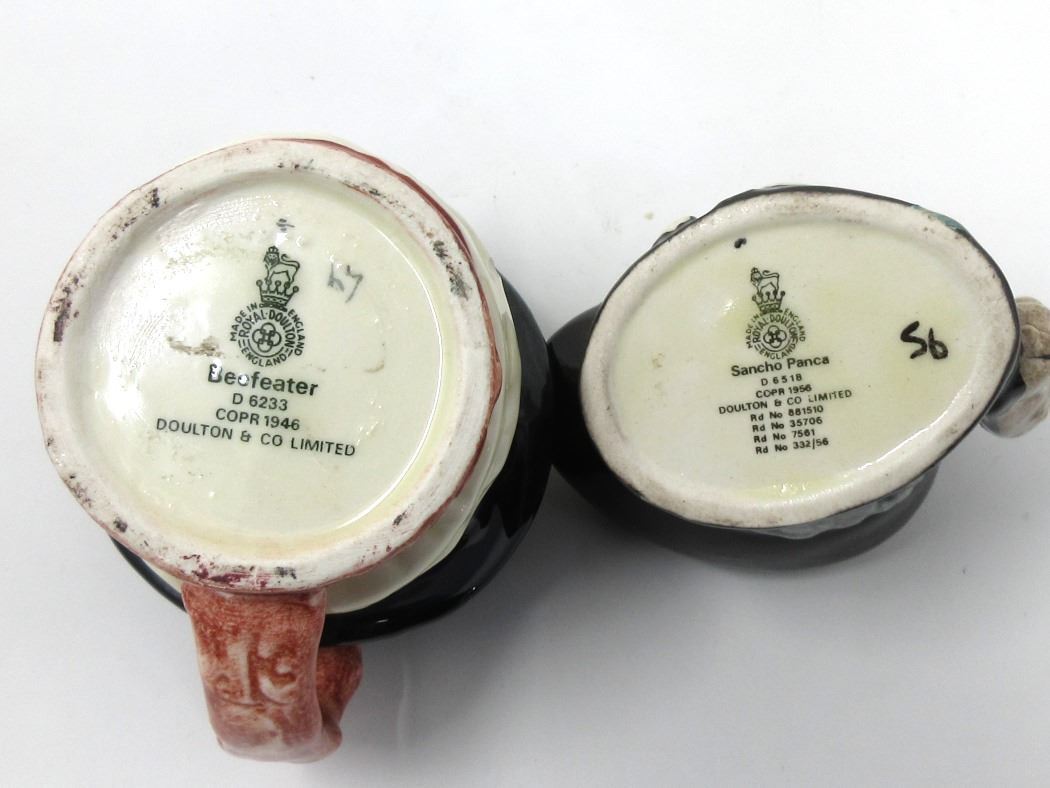 MADE IN ENGLAND
ROYAL DOULTON
ENGLAND
Beefeater
D 6233
COPR 1946
DOULTON & CO LIMITED
MADE IN ENGLAND
ROYAL DOULTON
ENGLAND
Sancho Panca
D 6518
COPR 1956
DOULTON & CO LIMITED
Rd No 881510
Rd No 35706
Rd No 7561
Rd No 332/56